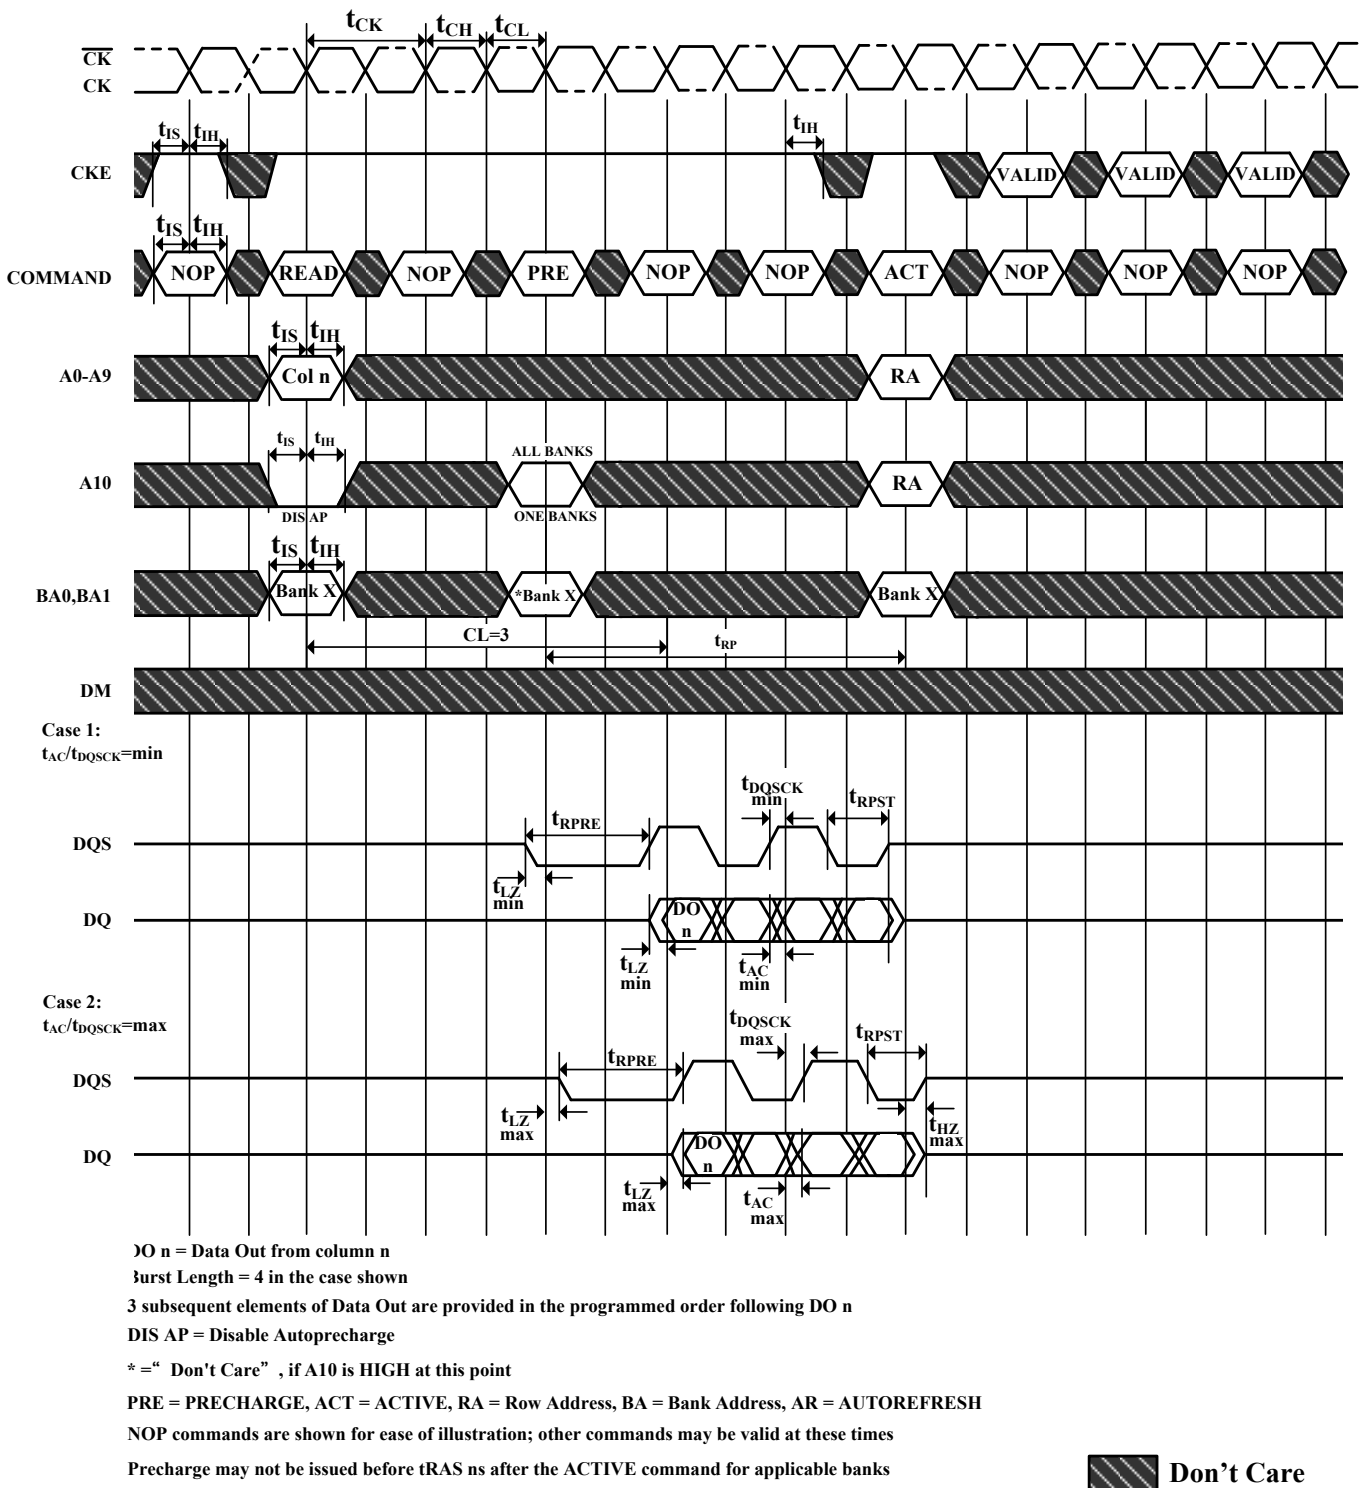 tCK tCH tCL
CK
CK
tIS tIH tIH
CKE VALID VALID VALID
tIS tIH
COMMAND NOP READ NOP PRE NOP NOP ACT NOP NOP NOP
tIS tIH
A0-A9 Col n RA
tIS tIH ALL BANKS
A10 RA
DIS AP ONE BANKS
tIS tIH
BA0,BA1 Bank X *Bank X Bank X
CL=3 tRP
DM
Case 1:
tAC/tDQSCK=min
tDQSCK min tRPST
tRPRE
DQS
tLZ min
DQ DO n
tLZ min tAC min
Case 2:
tAC/tDQSCK=max
tDQSCK max tRPST
tRPRE
DQS
tLZ max tHZ max
DQ DO n
tLZ max tAC max
DO n = Data Out from column n
Burst Length = 4 in the case shown
3 subsequent elements of Data Out are provided in the programmed order following DO n
DIS AP = Disable Autoprecharge
* =“ Don't Care”, if A10 is HIGH at this point
PRE = PRECHARGE, ACT = ACTIVE, RA = Row Address, BA = Bank Address, AR = AUTOREFRESH
NOP commands are shown for ease of illustration; other commands may be valid at these times
Precharge may not be issued before tRAS ns after the ACTIVE command for applicable banks
Don’t Care